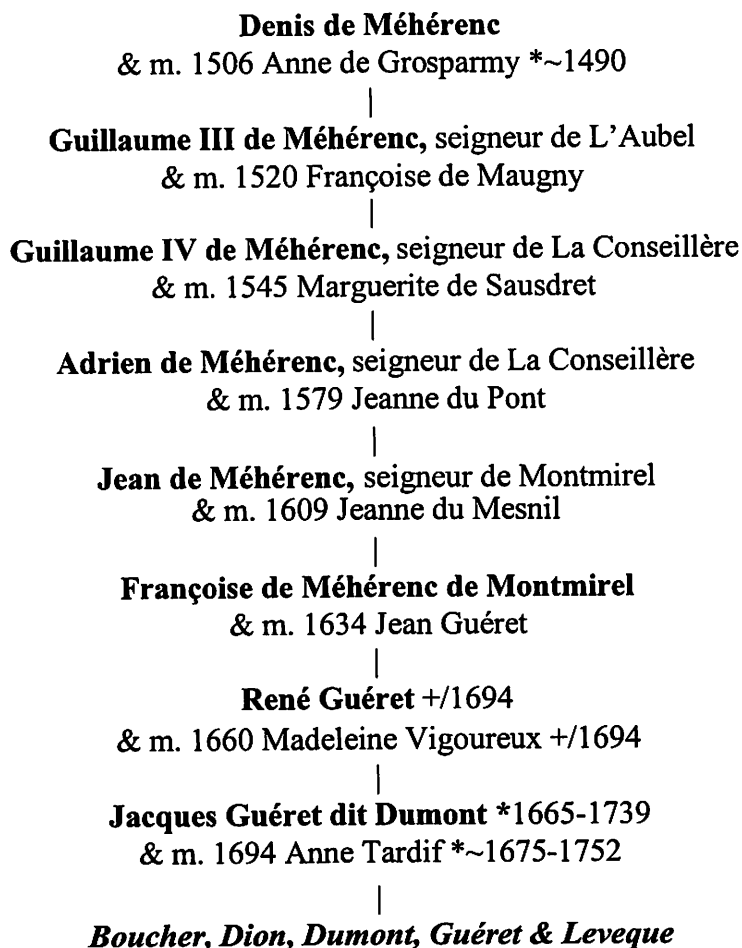 Denis de Méhérenc
& m. 1506 Anne de Grosparmy *~1490
|
Guillaume III de Méhérenc, seigneur de L'Aubel
& m. 1520 Françoise de Maugny
|
Guillaume IV de Méhérenc, seigneur de La Conseillère
& m. 1545 Marguerite de Sausdret
|
Adrien de Méhérenc, seigneur de La Conseillère
& m. 1579 Jeanne du Pont
|
Jean de Méhérenc, seigneur de Montmirel
& m. 1609 Jeanne du Mesnil
|
Françoise de Méhérenc de Montmirel
& m. 1634 Jean Guéret
|
René Guéret +/1694
& m. 1660 Madeleine Vigoureux +/1694
|
Jacques Guéret dit Dumont *1665-1739
& m. 1694 Anne Tardif *~1675-1752
|
Boucher, Dion, Dumont, Guéret & Leveque